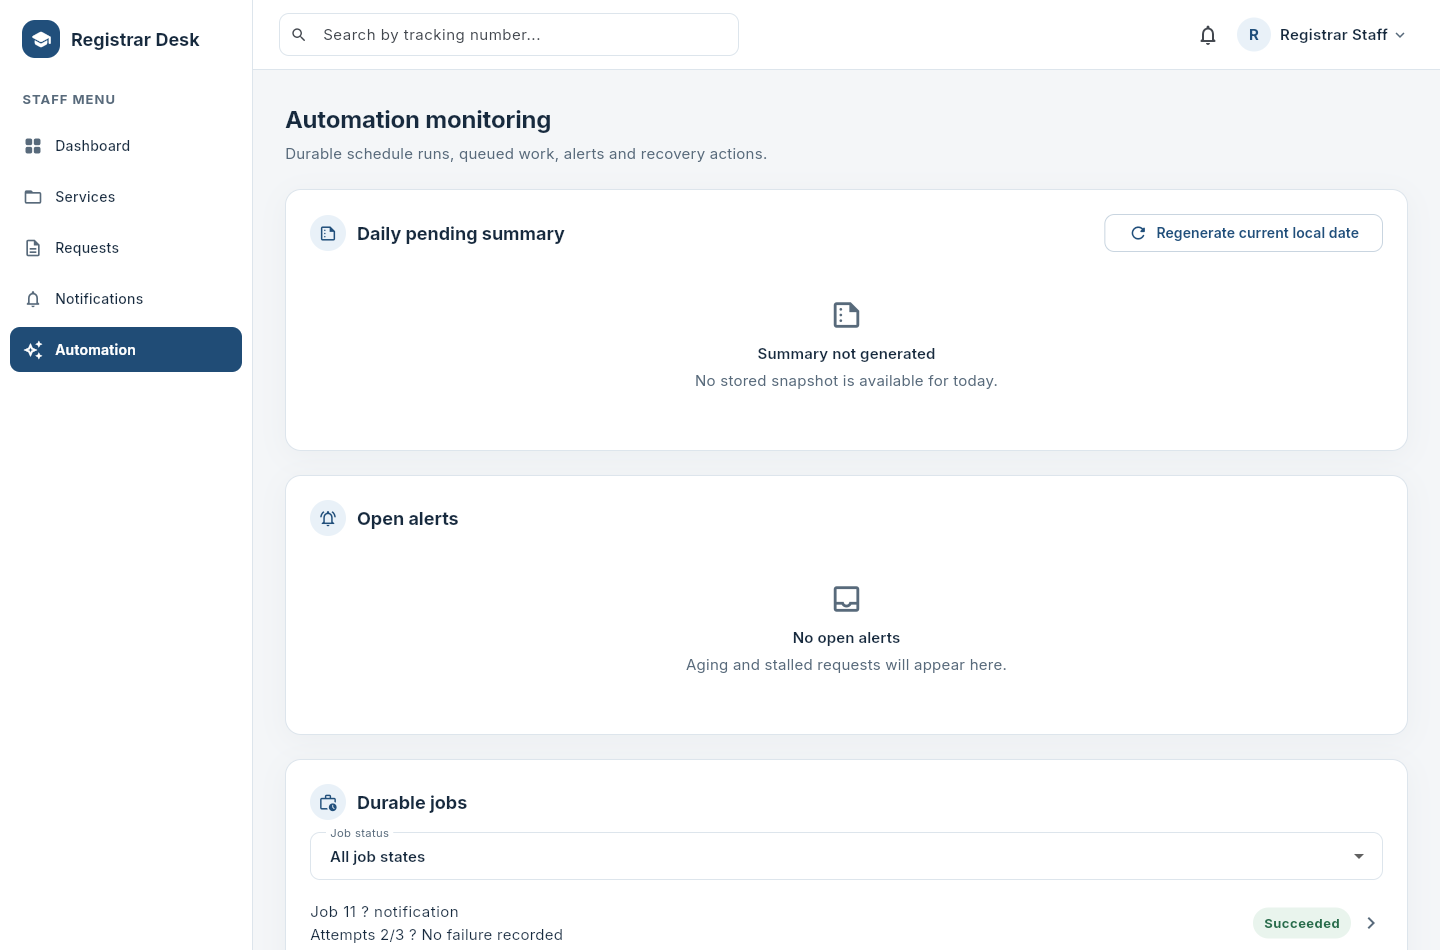 Registrar Desk
Search by tracking number...
R
Registrar Staff
STAFF MENU
Dashboard
Services
Requests
Notifications
Automation
Automation monitoring
Durable schedule runs, queued work, alerts and recovery actions.
Daily pending summary
Regenerate current local date
Summary not generated
No stored snapshot is available for today.
Open alerts
No open alerts
Aging and stalled requests will appear here.
Durable jobs
Job status
All job states
Job 11 ? notification
Attempts 2/3 ? No failure recorded
Succeeded